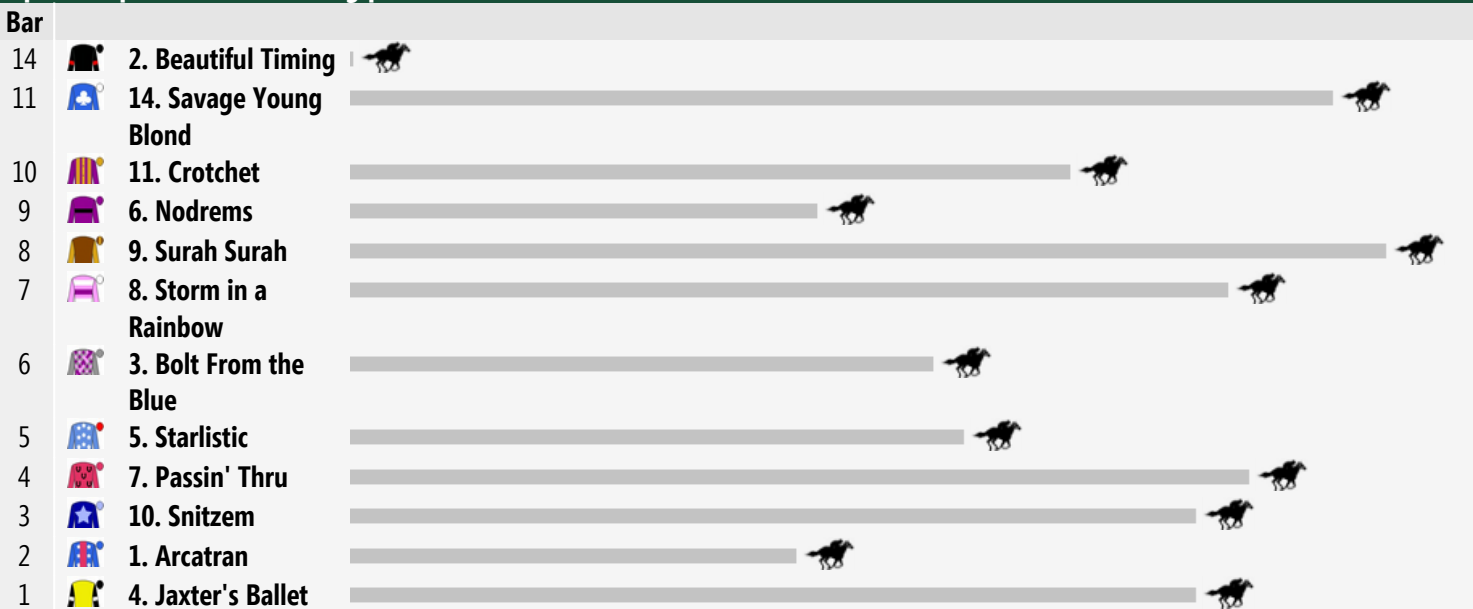 Bar
14 2. Beautiful Timing
11 14. Savage Young
Blond
10 11. Crotchet
9 6. Nodrems
8 9. Surah Surah
7 8. Storm in a
Rainbow
6 3. Bolt From the
Blue
5 5. Starlistic
4 7. Passin' Thru
3 10. Snitzem
2 1. Arcatran
1 4. Jaxter's Ballet